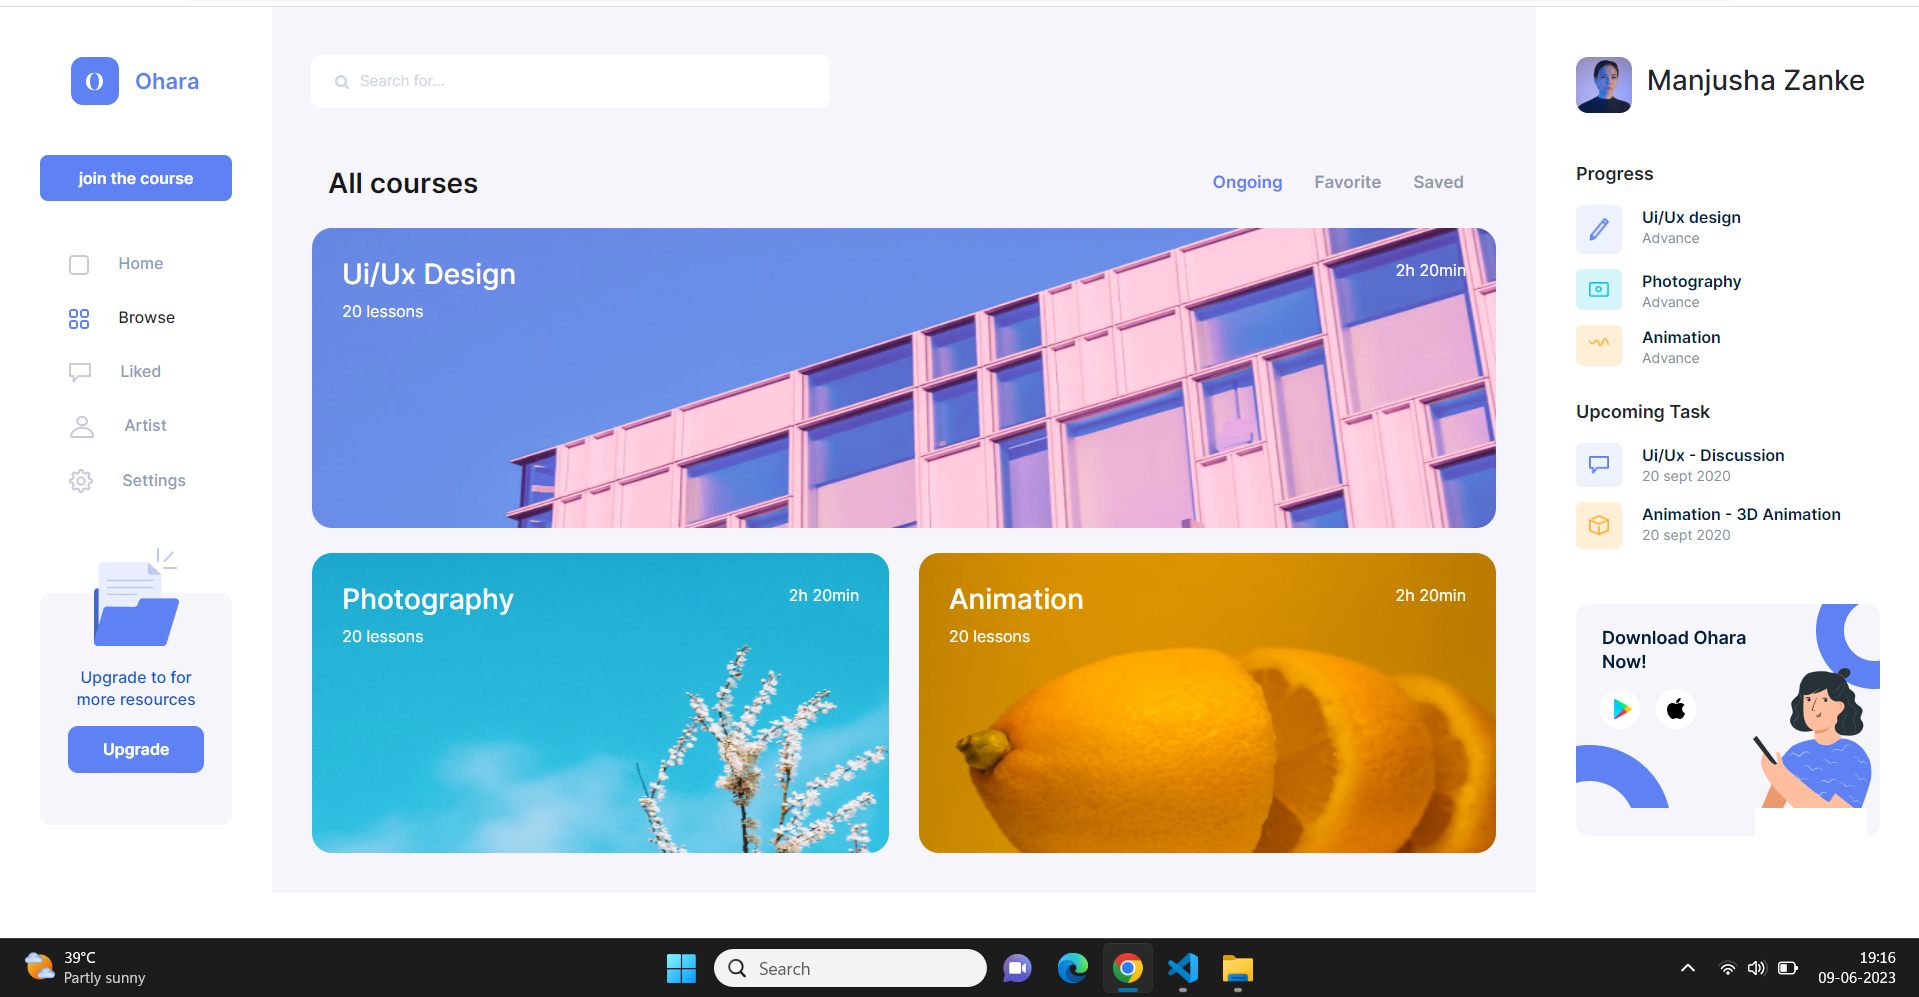 Ohara
join the course
Home
Browse
Liked
Artist
Settings
Upgrade to for
more resources
Upgrade
Search for...
All courses
Ongoing Favorite Saved
Ui/Ux Design
2h 20min
20 lessons
Photography
2h 20min
20 lessons
Animation
2h 20min
20 lessons
Manjusha Zanke
Progress
Ui/Ux design
Advance
Photography
Advance
Animation
Advance
Upcoming Task
Ui/Ux - Discussion
20 sept 2020
Animation - 3D Animation
20 sept 2020
Download Ohara
Now!
39°C
Partly sunny
Search
19:16
09-06-2023